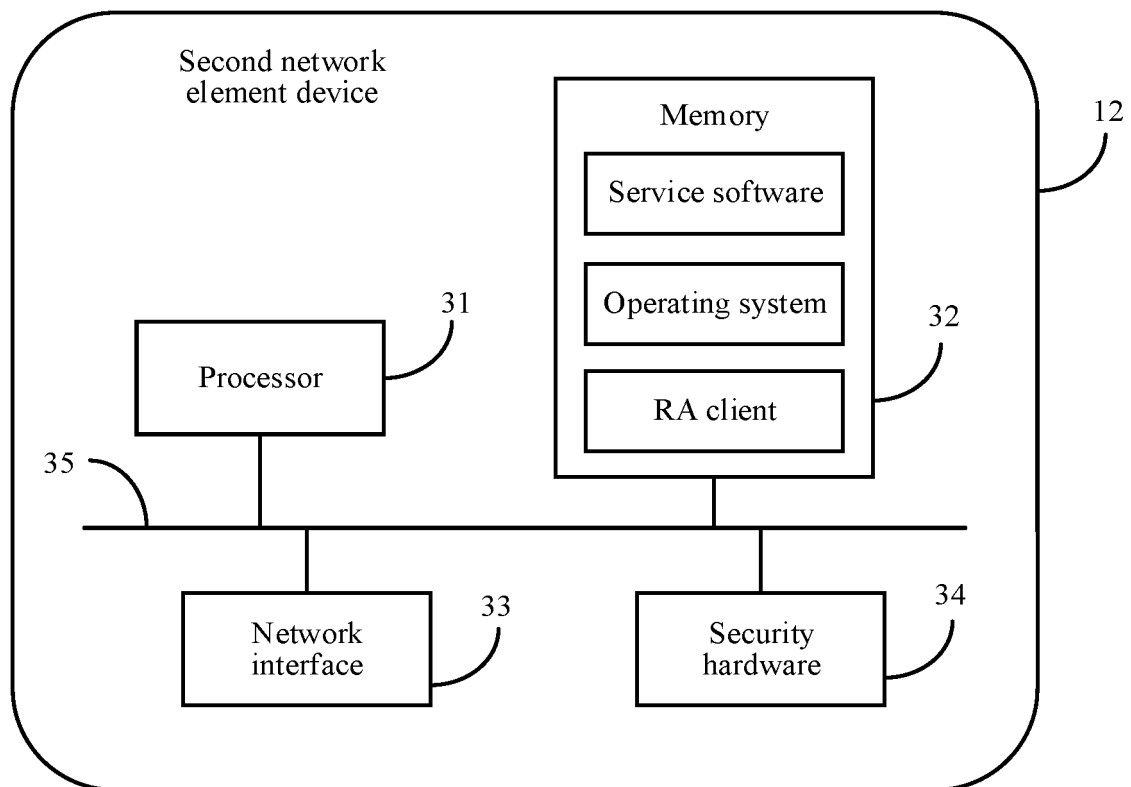 Second network
element device
Memory
12
Service software
Operating system
31
32
Processor
RA client
35
Network
interface
33
Security
hardware
34